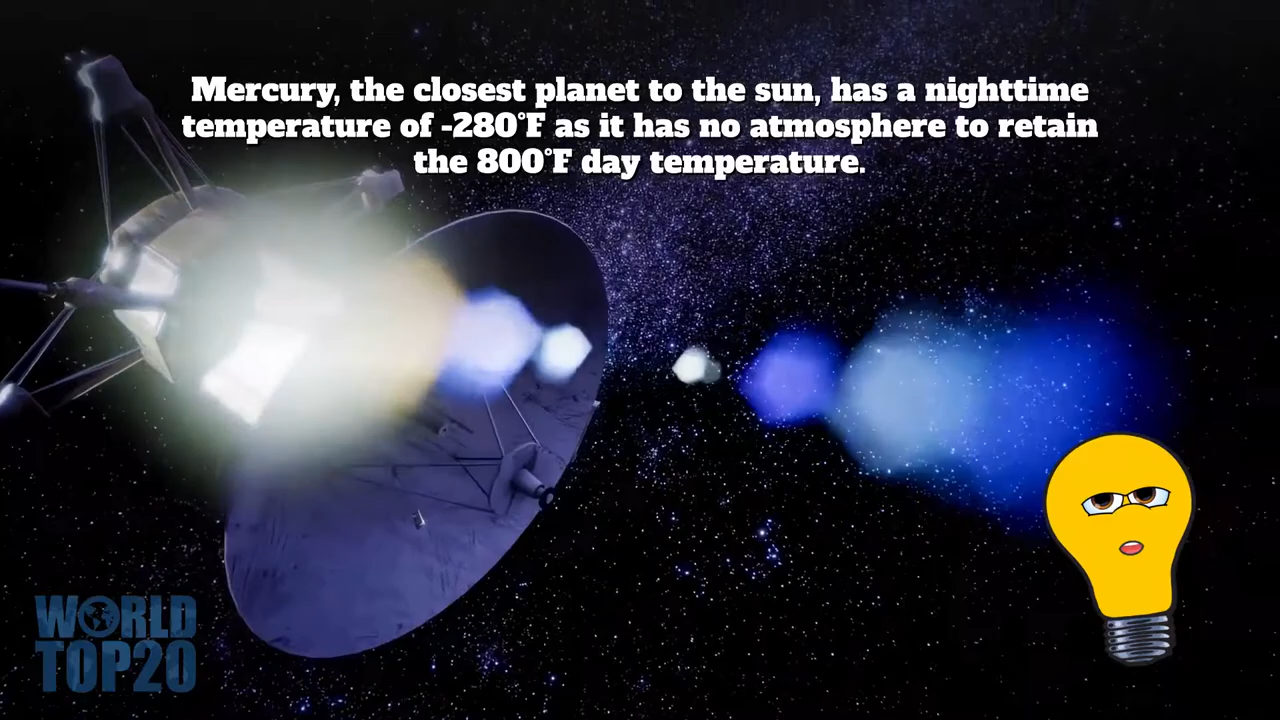 Mercury, the closest planet to the sun, has a nighttime
temperature of -280°F as it has no atmosphere to retain
the 800°F day temperature.
WORLD
TOP20